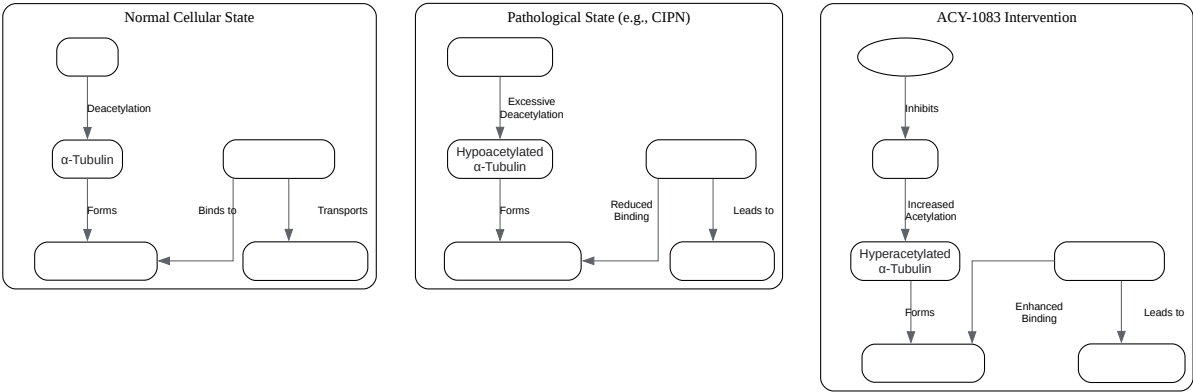 Normal Cellular State
Deacetylation
α-Tubulin
Forms
Binds to
Transports
Pathological State (e.g., CIPN)
Excessive
Deacetylation
Hypoacetylated
α-Tubulin
Forms
Reduced
Binding
Leads to
ACY-1083 Intervention
Inhibits
Increased
Acetylation
Hyperacetylated
α-Tubulin
Forms
Enhanced
Binding
Leads to